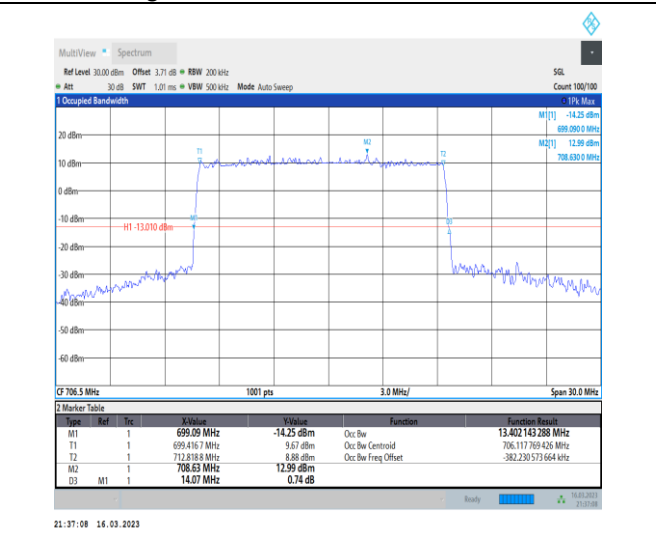 MultiView Spectrum
Ref Level 30.00 dBm Offset 3.71 dB RBW 200 kHz SGL
Att 30 dB SWT 1.01 ms VBW 500 kHz Mode Auto Sweep Count 100/100
1 Occupied Bandwidth 1Pk Max
M1[1] -14.25 dBm
699.0900 MHz
M2[1] 12.99 dBm
708.6300 MHz
20 dBm
M2
T1
T2
10 dBm
0 dBm
-10 dBm
M1
D3
H1 -13.010 dBm
-20 dBm
-30 dBm
-40 dBm
-50 dBm
-60 dBm
CF 706.5 MHz 1001 pts 3.0 MHz/ Span 30.0 MHz
2 Marker Table
Type Ref Trc X-Value Y-Value Function Function Result
M1 1 699.09 MHz -14.25 dBm Occ Bw 13.402 143 288 MHz
T1 1 699.416 7 MHz 9.67 dBm Occ Bw Centroid 706.117 769 426 MHz
T2 1 712.818 8 MHz 8.88 dBm Occ Bw Freq Offset -382.230 573 664 kHz
M2 1 708.63 MHz 12.99 dBm
D3 M1 1 14.07 MHz 0.74 dB
Ready 16.03.2023
21:37:08
21:37:08 16.03.2023